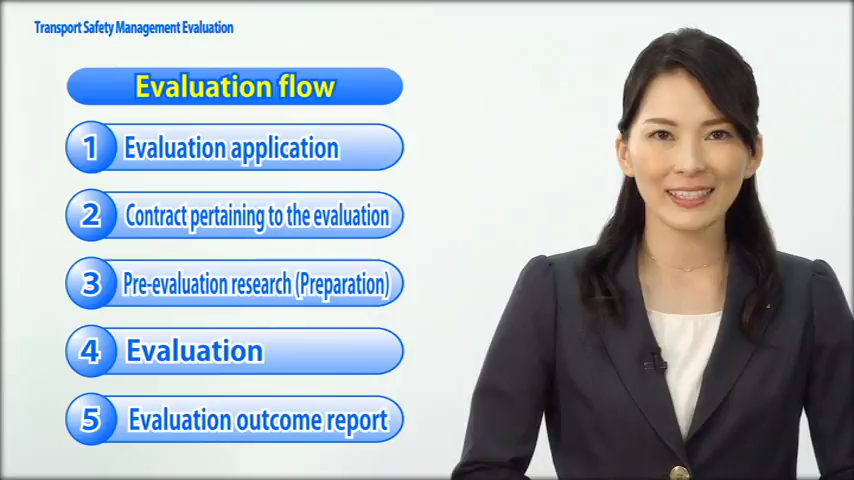 Transport Safety Management Evaluation
Evaluation flow
1 Evaluation application
2 Contract pertaining to the evaluation
3 Pre-evaluation research (Preparation)
4 Evaluation
5 Evaluation outcome report